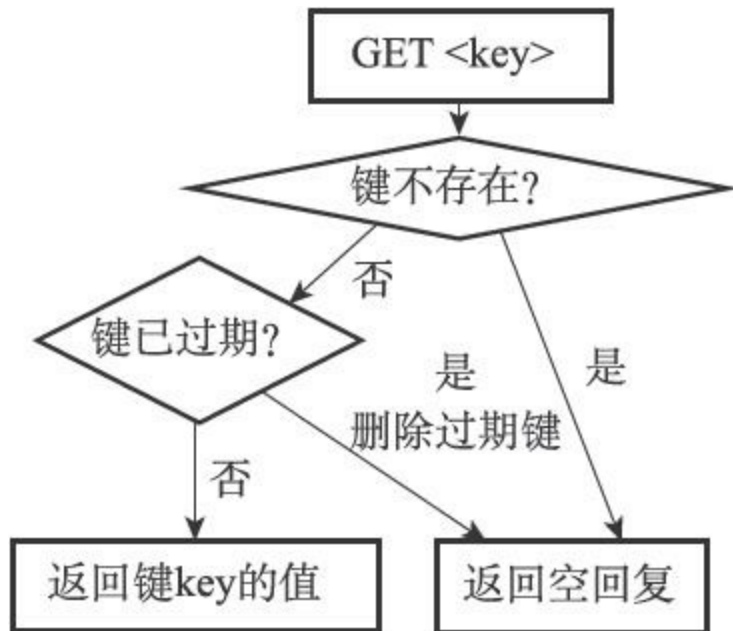 GET <key>
键不存在?
否
键已过期?
是
是
删除过期键
否
返回键key的值
返回空回复